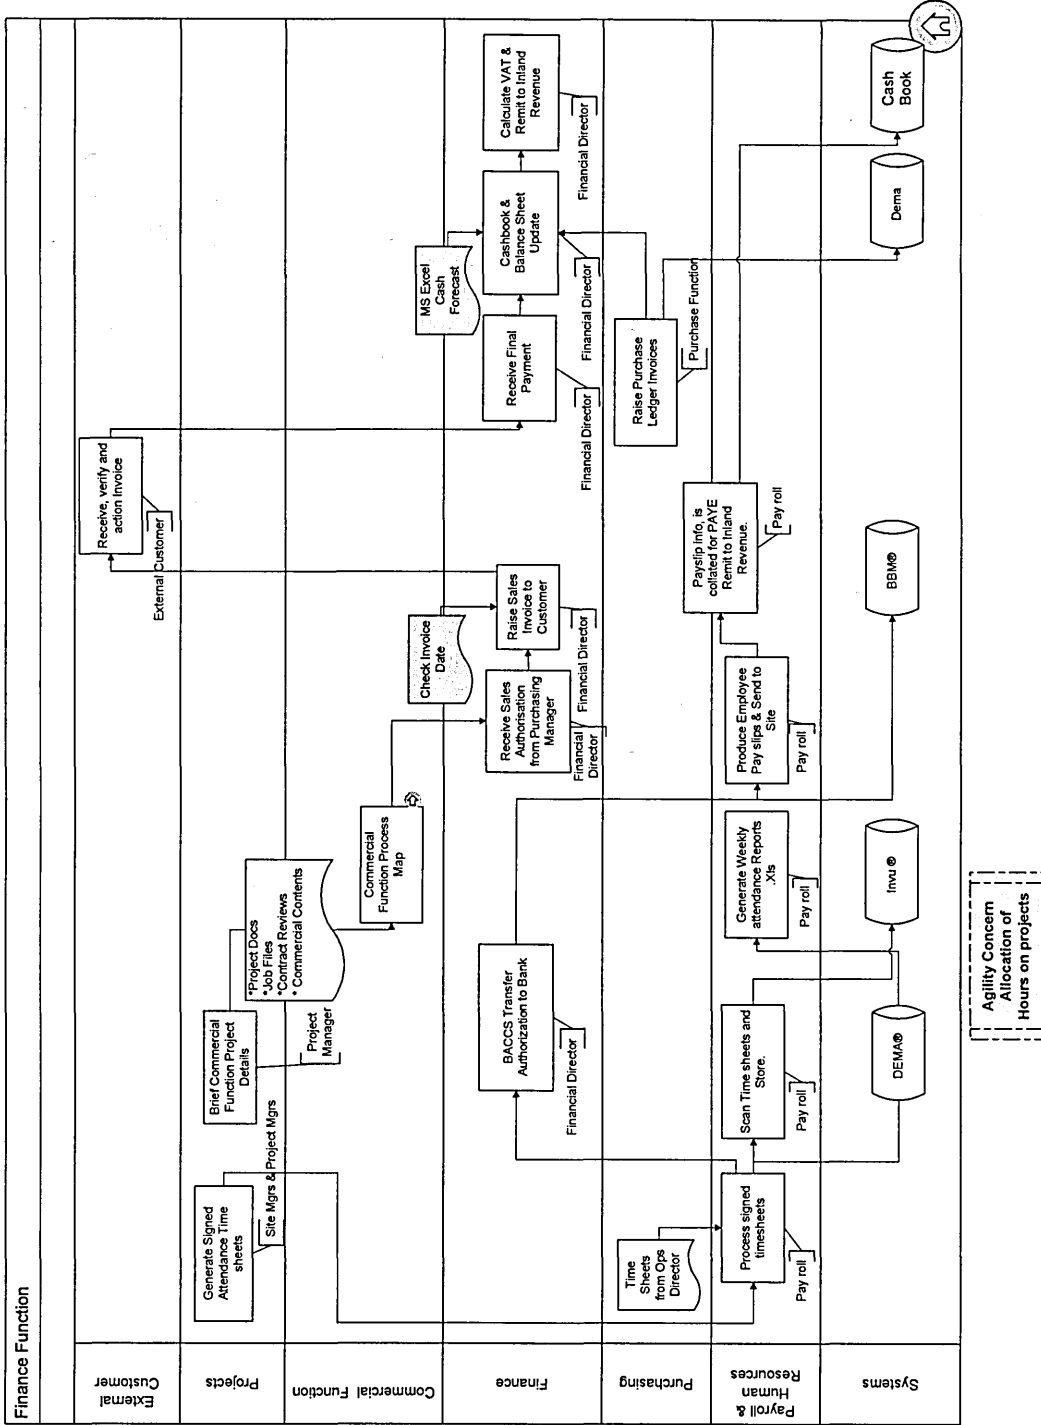 Finance Function
External
Customer
Projects
Commercial Function
Finance
Purchasing
Payroll &
Human
Resources
Systems
Receive, verify and
action Invoice
External Customer
Generate Signed
Attendance Time
sheets
Site Mgrs & Project Mgrs
Brief Commercial
Function Project
Details
Project
Manager
*Project Docs
*Job Files
*Contract Reviews
* Commercial Contents
Commercial
Function Process
Map
Check Invoice
Date
MS Excel
Cash
Forecast
BACCS Transfer
Authorization to Bank
Financial Director
Receive Sales
Authorisation
from Purchasing
Manager
Financial
Director
Raise Sales
Invoice to
Customer
Financial Director
Financial Director
Receive Final
Payment
Financial Director
Cashbook &
Balance Sheet
Update
Financial Director
Calculate VAT &
Remit to Inland
Revenue
Financial Director
Time
Sheets
from Ops
Director
Raise Purchase
Ledger Invoices
Purchase Function
Process signed
timesheets
Pay roll
Scan Time sheets and
Store.
Pay roll
Generate Weekly
attendance Reports
.Xls
Pay roll
Produce Employee
Pay slips & Send to
Site
Pay roll
Payslip info, is
collated for PAYE
Remit to Inland
Revenue.
Pay roll
DEMA®
Invu ®
BBM®
Dema
Cash
Book
Agility Concern
Allocation of
Hours on projects